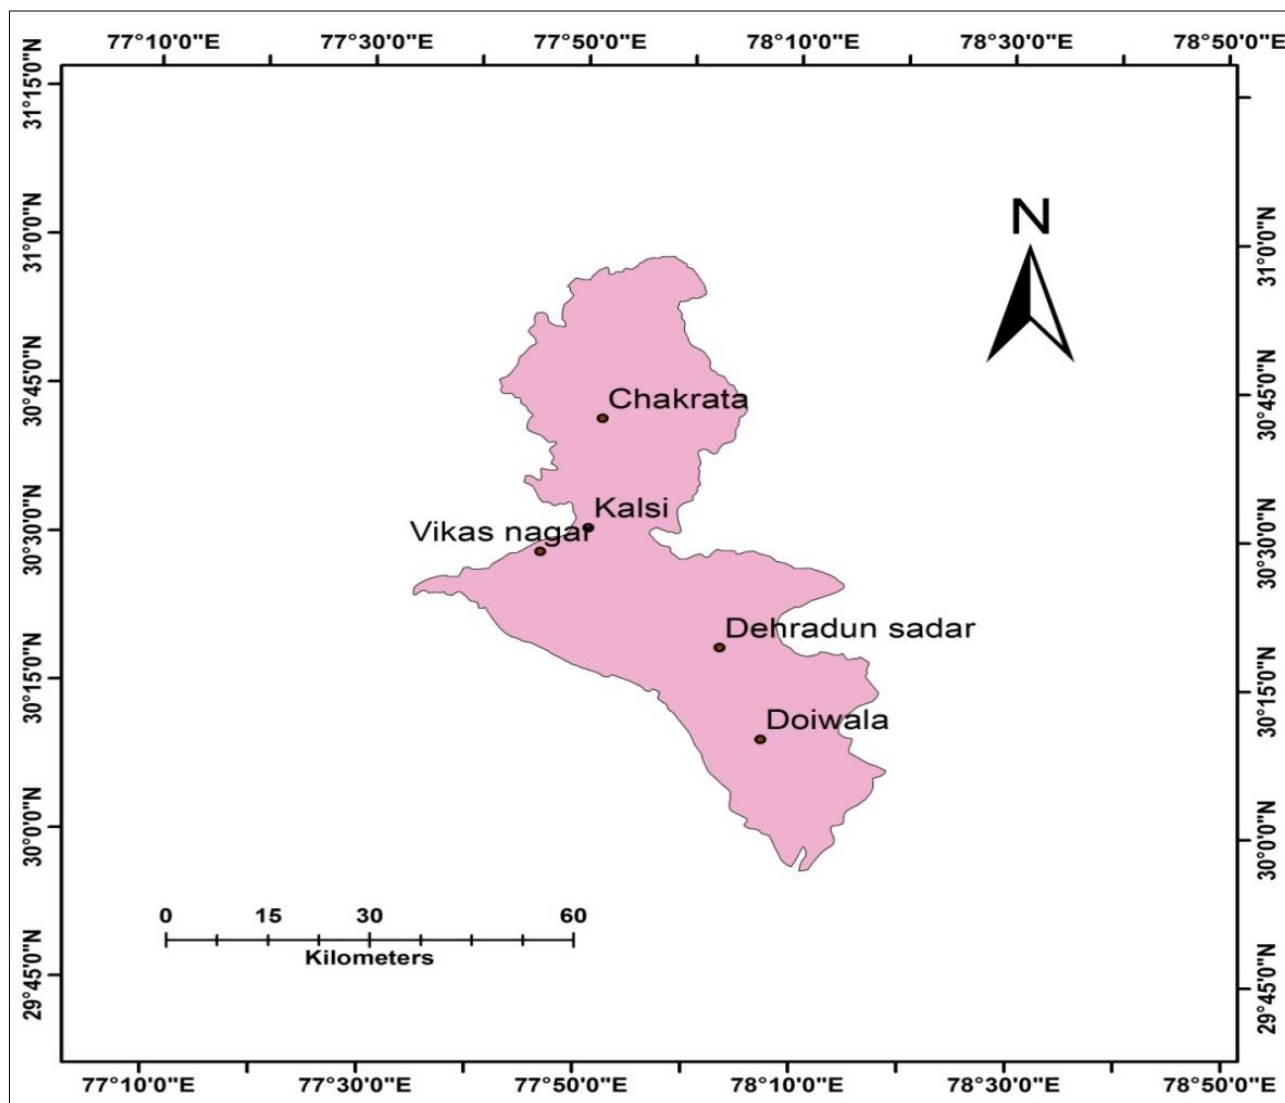 77°10'0"E 77°30'0"E 77°50'0"E 78°10'0"E 78°30'0"E 78°50'0"E
31°15'0"N
31°0'0"N
30°45'0"N
30°30'0"N
30°15'0"N
30°0'0"N
29°45'0"N
N
Chakrata
Kalsi
Vikas nagar
Dehradun sadar
Doiwala
0 15 30 60
Kilometers
31°0'0"N
30°45'0"N
30°30'0"N
30°15'0"N
30°0'0"N
29°45'0"N
77°10'0"E 77°30'0"E 77°50'0"E 78°10'0"E 78°30'0"E 78°50'0"E